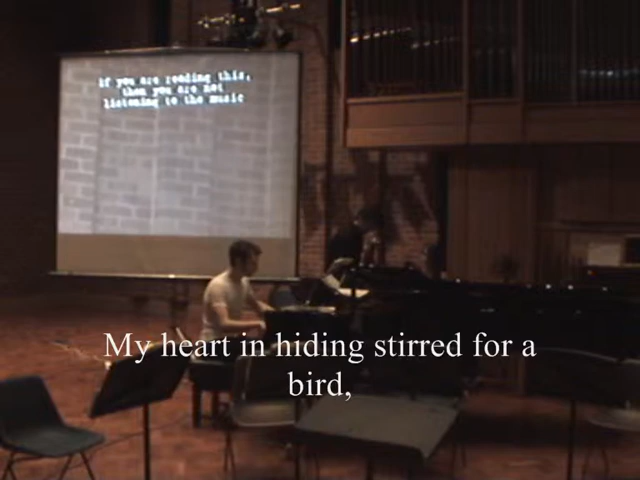 if you are reading this,
then you are not
listening to the music
My heart in hiding stirred for a
bird,